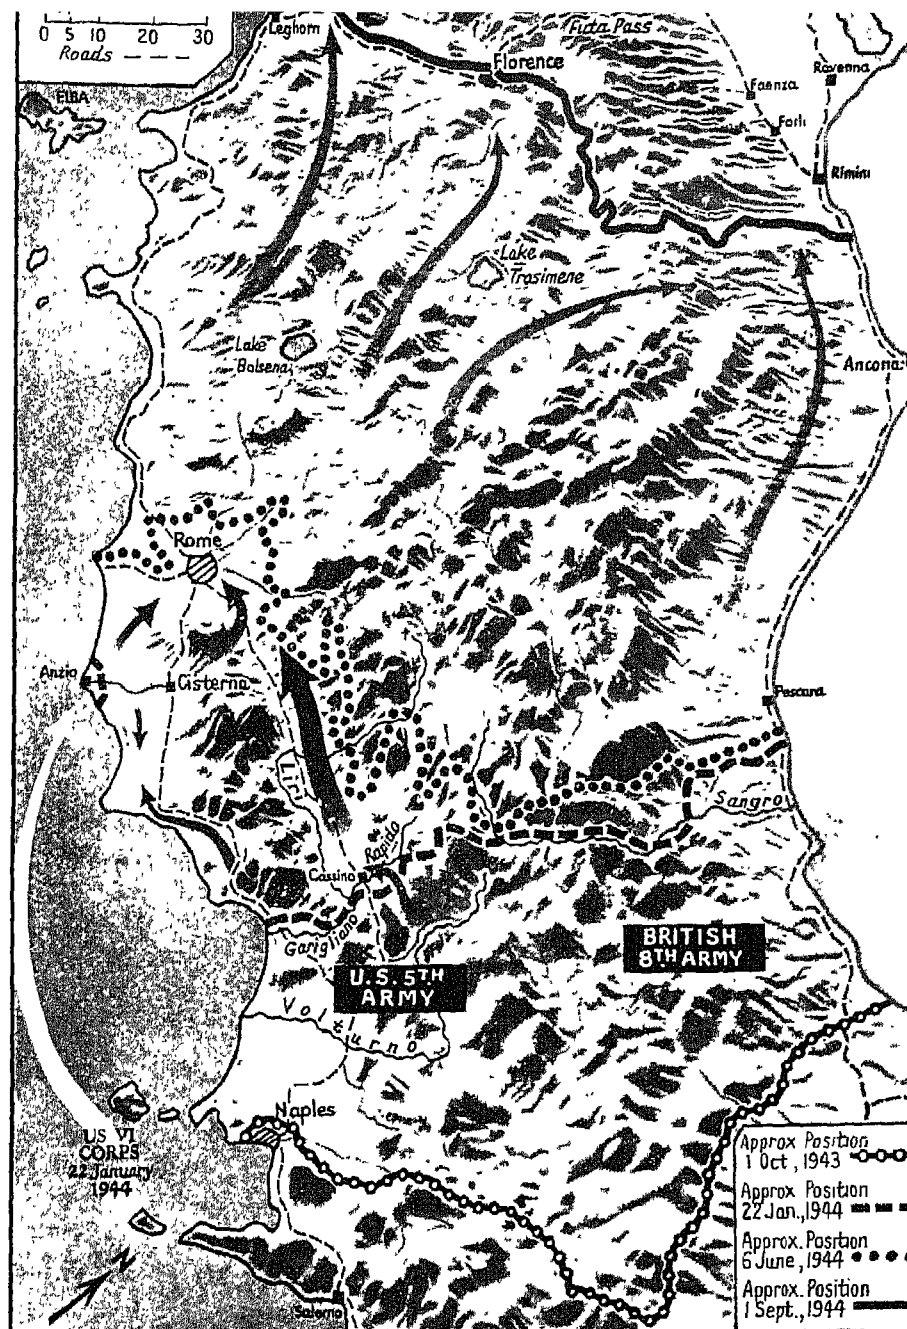 0 10 20 30
Roads
Leghorn
Futa Pass
Florence
Ravenna
Faenza
Forli
ELBA
Rimini
Lake
Trasimene
Lake
Bolsena
Ancona
Rome
Anzio
Cisterna
Pescara
Liri
Sangro
Rapido
Cassino
Garigliano
BRITISH
8TH ARMY
U.S. 5TH
ARMY
Volturno
Naples
US VI
CORPS
22 January
1944
Salerno
Approx Position
1 Oct., 1943
Approx Position
22 Jan., 1944
Approx. Position
6 June, 1944
Approx. Position
1 Sept., 1944